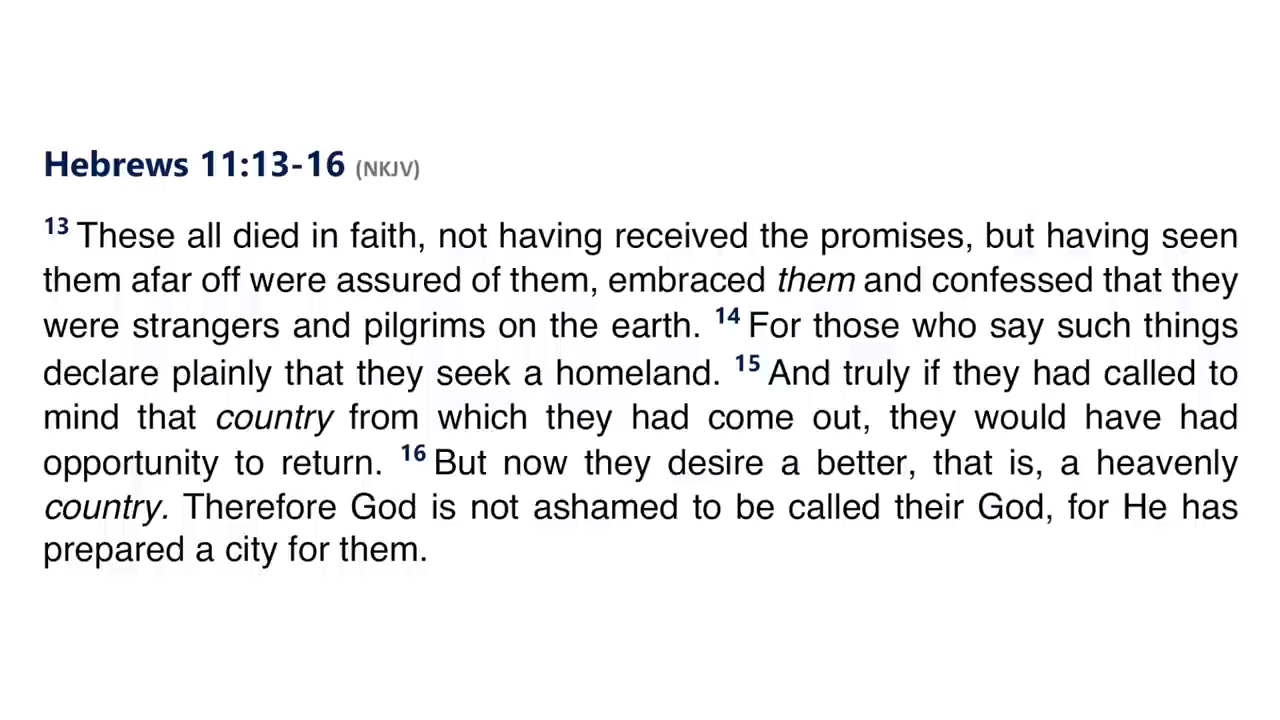 Hebrews 11:13-16 (NKJV)
13 These all died in faith, not having received the promises, but having seen
them afar off were assured of them, embraced them and confessed that they
were strangers and pilgrims on the earth. 14 For those who say such things
declare plainly that they seek a homeland. 15 And truly if they had called to
mind that country from which they had come out, they would have had
opportunity to return. 16 But now they desire a better, that is, a heavenly
country. Therefore God is not ashamed to be called their God, for He has
prepared a city for them.